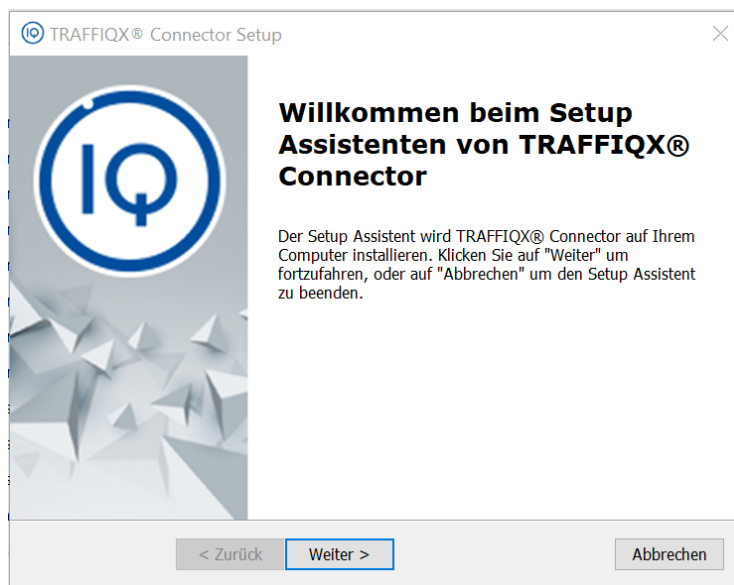 IQ TRAFFIQX® Connector Setup
IQ
Willkommen beim Setup
Assistenten von TRAFFIQX®
Connector
Der Setup Assistent wird TRAFFIQX® Connector auf Ihrem
Computer installieren. Klicken Sie auf "Weiter" um
fortzufahren, oder auf "Abbrechen" um den Setup Assistent
zu beenden.
< Zurück
Weiter >
Abbrechen